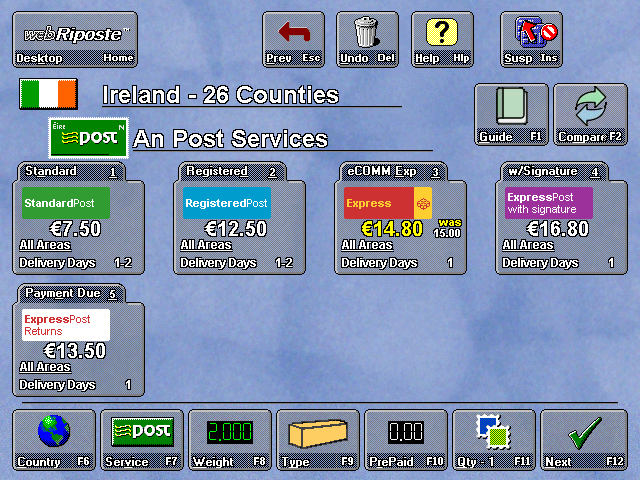 webRiposte™
Desktop Home
Prev Esc
Undo Del
?
Help Hlp
Susp Ins
Ireland - 26 Counties
Guide F1
Compare F2
ÉIRE post N
An Post Services
Standard 1
StandardPost
€7.50
All Areas
Delivery Days 1-2
Registered 2
RegisteredPost
€12.50
All Areas
Delivery Days 1-2
eCOMM Exp 3
Express
€14.80 was 15.00
All Areas
Delivery Days 1
w/Signature 4
ExpressPost
with signature
€16.80
All Areas
Delivery Days 1
Payment Due 5
ExpressPost
Returns
€13.50
All Areas
Delivery Days 1
Country F6
post
Service F7
2.000
Weight F8
Type F9
0.00
PrePaid F10
Qty - 1 F11
Next F12